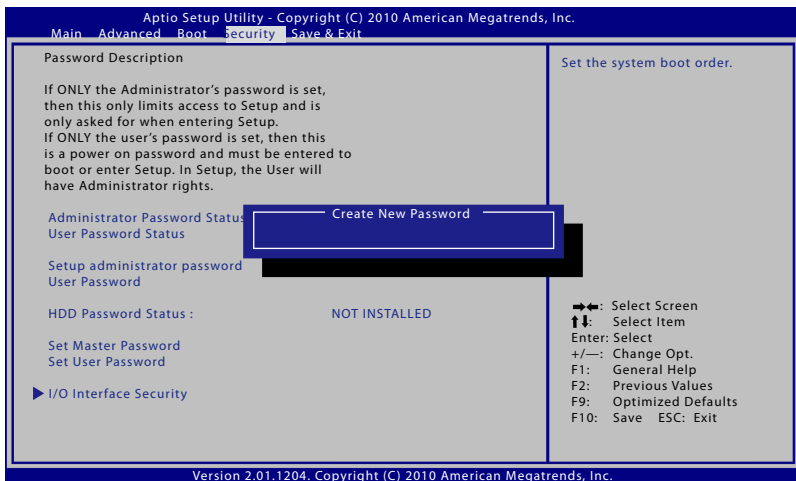 Aptio Setup Utility - Copyright (C) 2010 American Megatrends, Inc.
Main Advanced Boot Security Save & Exit
Password Description
If ONLY the Administrator's password is set,
then this only limits access to Setup and is
only asked for when entering Setup.
If ONLY the user's password is set, then this
is a power on password and must be entered to
boot or enter Setup. In Setup, the User will
have Administrator rights.
Administrator Password Status
User Password Status
Create New Password
Setup administrator password
User Password
HDD Password Status : NOT INSTALLED
Set Master Password
Set User Password
I/O Interface Security
Set the system boot order.
→←: Select Screen
↑↓: Select Item
Enter: Select
+/—: Change Opt.
F1: General Help
F2: Previous Values
F9: Optimized Defaults
F10: Save ESC: Exit
Version 2.01.1204. Copyright (C) 2010 American Megatrends, Inc.